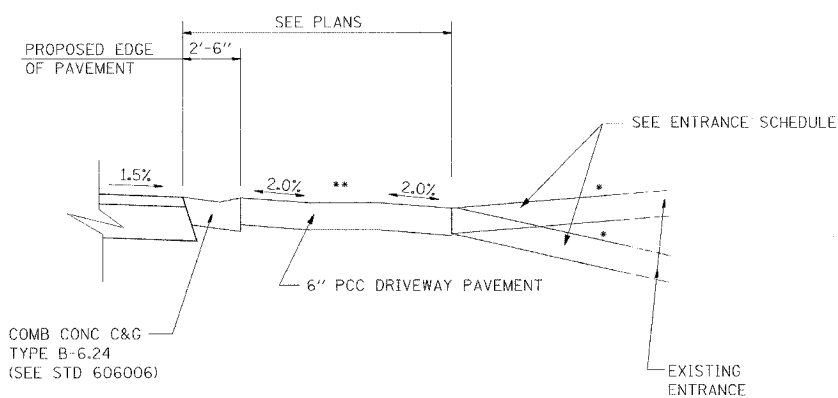 SEE PLANS
PROPOSED EDGE
OF PAVEMENT
2'-6"
SEE ENTRANCE SCHEDULE
1.5%
2.0%
**
2.0%
*
*
6" PCC DRIVEWAY PAVEMENT
COMB CONC C&G
TYPE B-6.24
(SEE STD 606006)
EXISTING
ENTRANCE